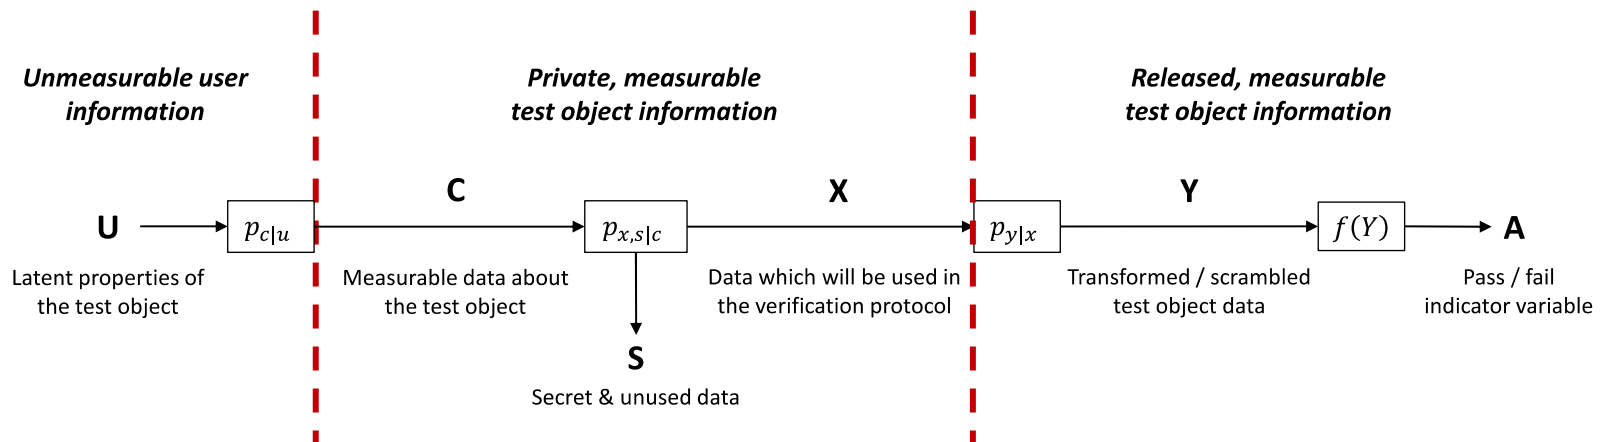 Unmeasurable user
information
Private, measurable
test object information
Released, measurable
test object information
C
X
Y
U
p_{c|u}
p_{x,s|c}
p_{y|x}
f(Y)
A
Latent properties of
the test object
Measurable data about
the test object
Data which will be used in
the verification protocol
Transformed / scrambled
test object data
Pass / fail
indicator variable
S
Secret & unused data